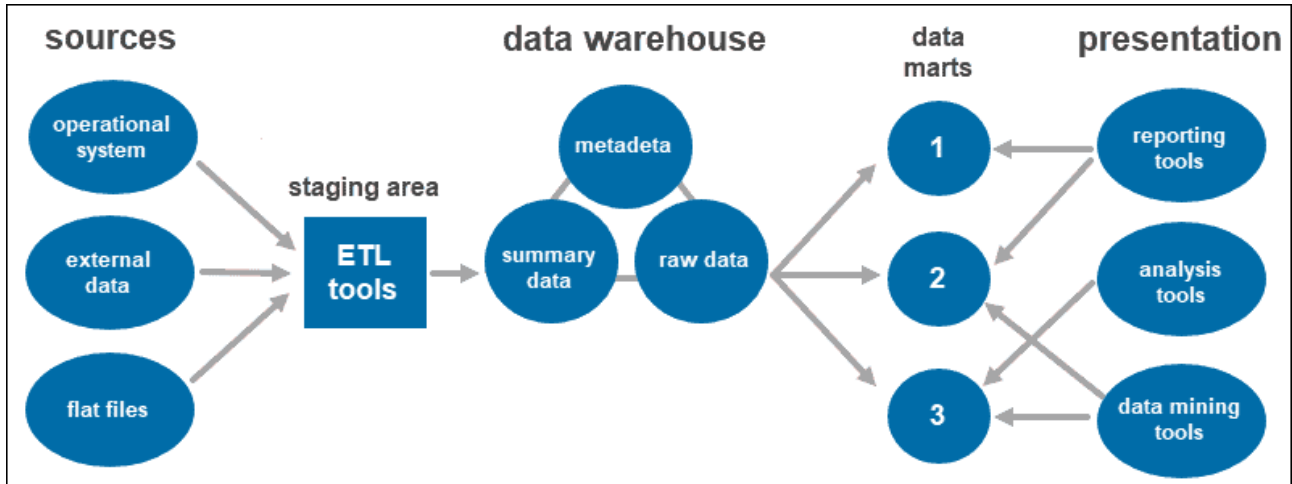 sources
data warehouse
data
marts
presentation
operational
system
metadeta
1
reporting
tools
staging area
external
data
ETL
tools
summary
data
raw data
2
analysis
tools
flat files
3
data mining
tools